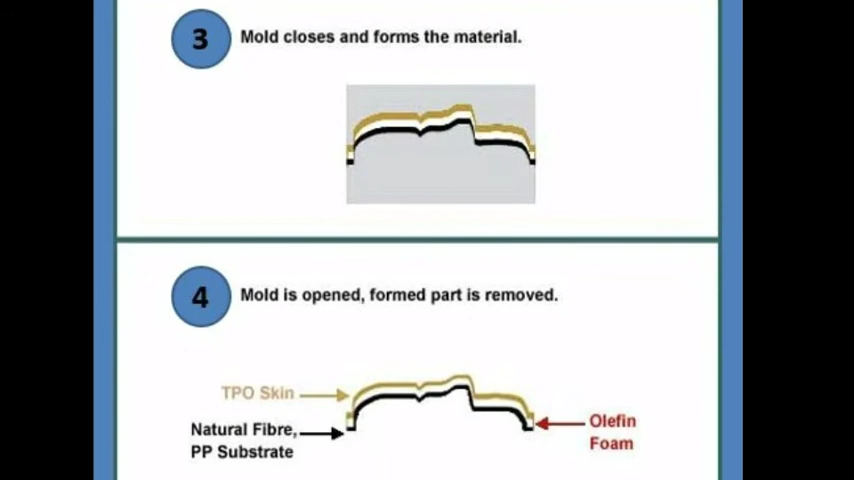 3
Mold closes and forms the material.
4
Mold is opened, formed part is removed.
TPO Skin
Natural Fibre,
PP Substrate
Olefin
Foam